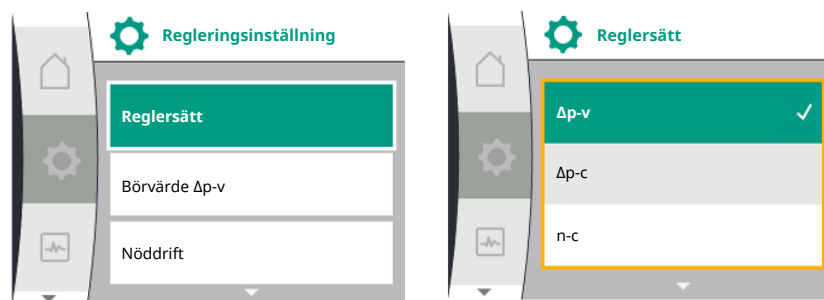 Regleringsinställning
Reglersätt
Börvärde Δp-v
Nöddrift
Reglersätt
Δp-v
Δp-c
n-c